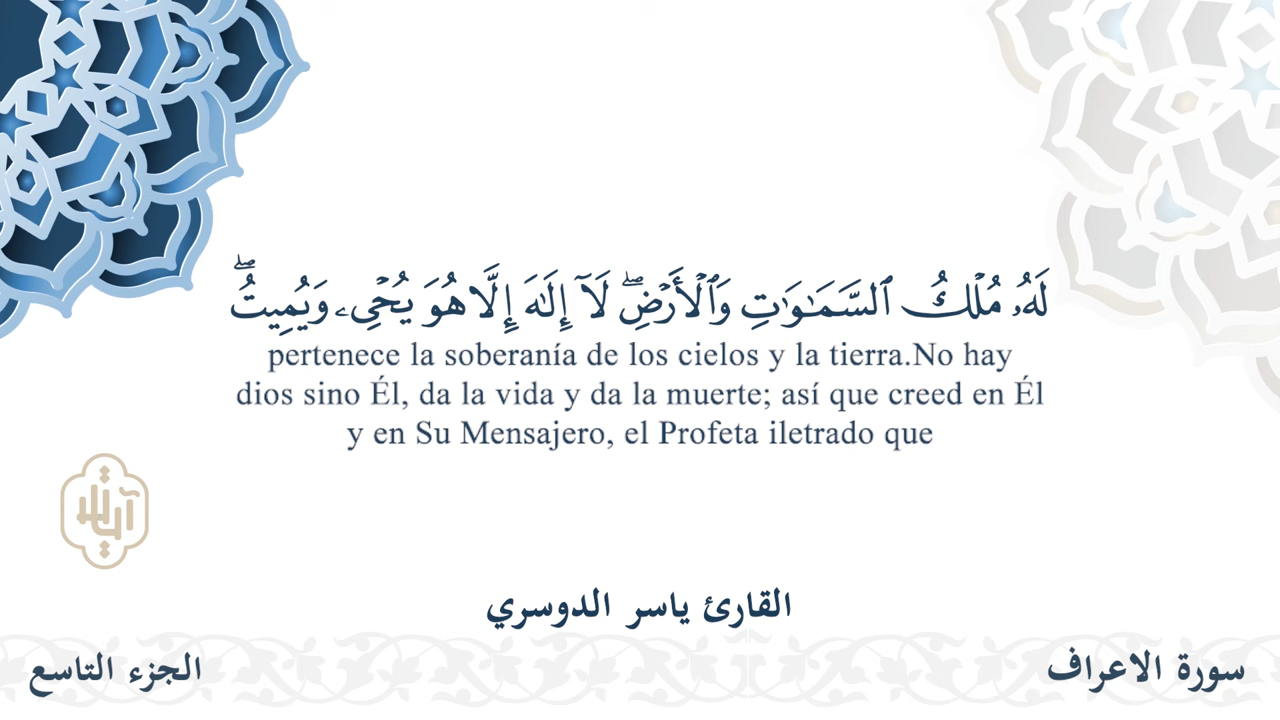 لَهُۥ مُلْكُ ٱلسَّمَـٰوَٰتِ وَٱلْأَرْضِ ۖ لَآ إِلَـٰهَ إِلَّا هُوَ يُحْىِۦ وَيُمِيتُ ۖ
pertenece la soberanía de los cielos y la tierra.No hay
dios sino Él, da la vida y da la muerte; así que creed en Él
y en Su Mensajero, el Profeta iletrado que
القارئ ياسر الدوسري
سورة الاعراف
الجزء التاسع